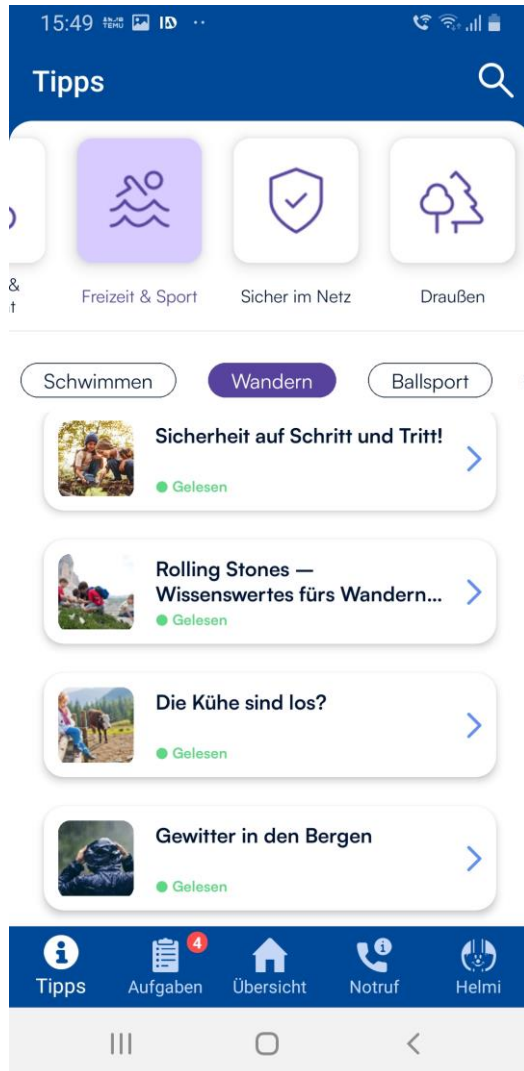 15:49
TEMU
Tipps
&
t
Freizeit & Sport
Sicher im Netz
Draußen
Schwimmen
Wandern
Ballsport
Sicherheit auf Schritt und Tritt!
Gelesen
Rolling Stones –
Wissenswertes fürs Wandern...
Gelesen
Die Kühe sind los?
Gelesen
Gewitter in den Bergen
Gelesen
4
Tipps
Aufgaben
Übersicht
Notruf
Helmi